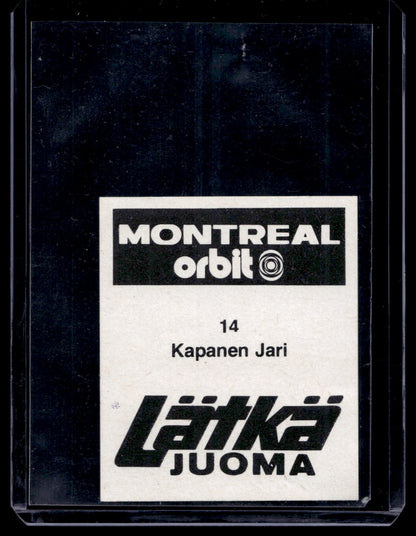 MONTREAL
orbit
14
Kapanen Jari
Lätkä
JUOMA